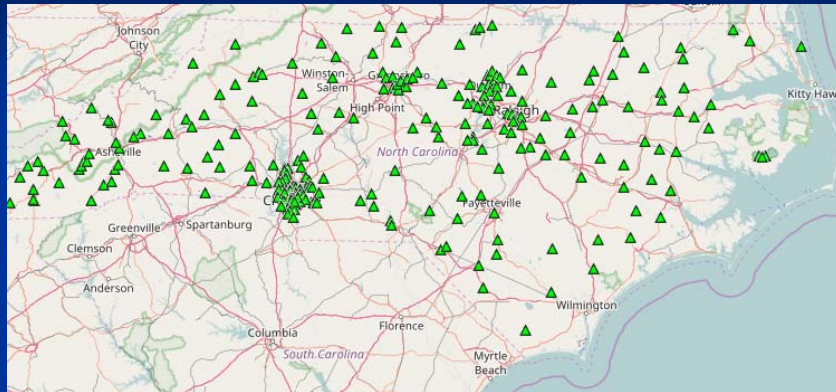 Johnson
City
Winston-
Salem
High Point
Raleigh
Kitty Haw
Asheville
North Carolina
Fayetteville
Greenville
Spartanburg
Clemson
Anderson
Wilmington
Columbia
Florence
South Carolina
Myrtle
Beach